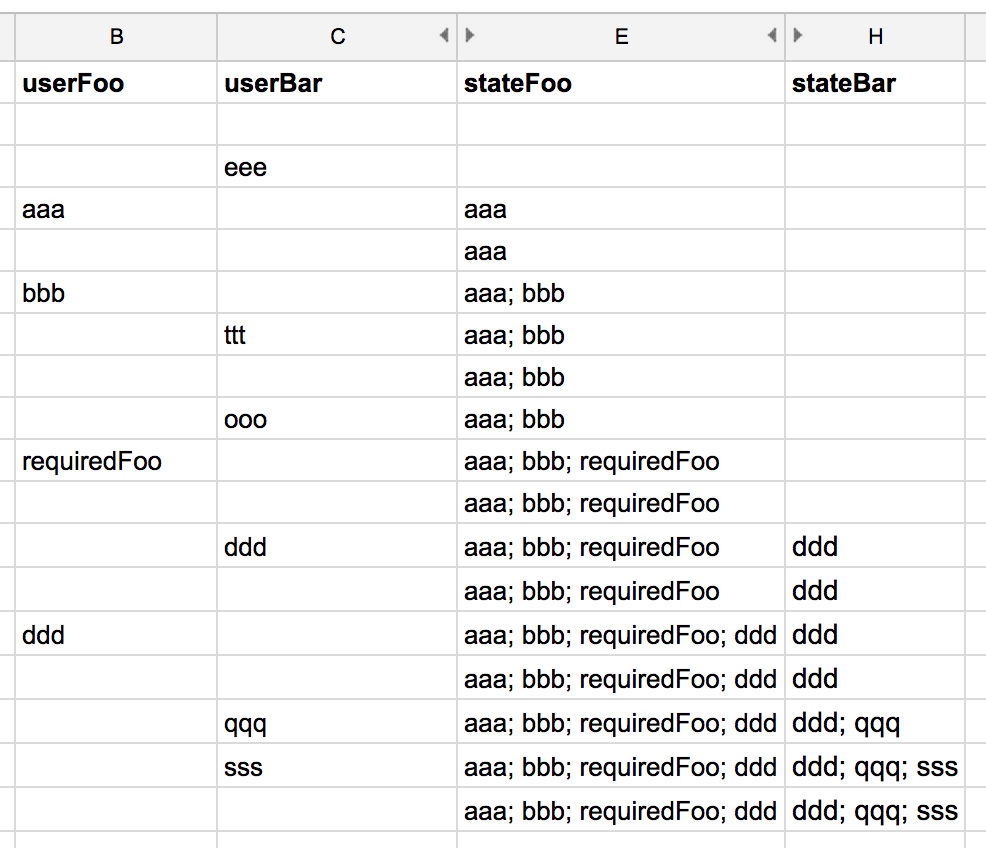 B C E H
userFoo userBar stateFoo stateBar
eee
aaa aaa
aaa
bbb aaa; bbb
ttt aaa; bbb
aaa; bbb
ooo aaa; bbb
requiredFoo aaa; bbb; requiredFoo
aaa; bbb; requiredFoo
ddd aaa; bbb; requiredFoo ddd
aaa; bbb; requiredFoo ddd
ddd aaa; bbb; requiredFoo; ddd ddd
aaa; bbb; requiredFoo; ddd ddd
qqq aaa; bbb; requiredFoo; ddd ddd; qqq
sss aaa; bbb; requiredFoo; ddd ddd; qqq; sss
aaa; bbb; requiredFoo; ddd ddd; qqq; sss